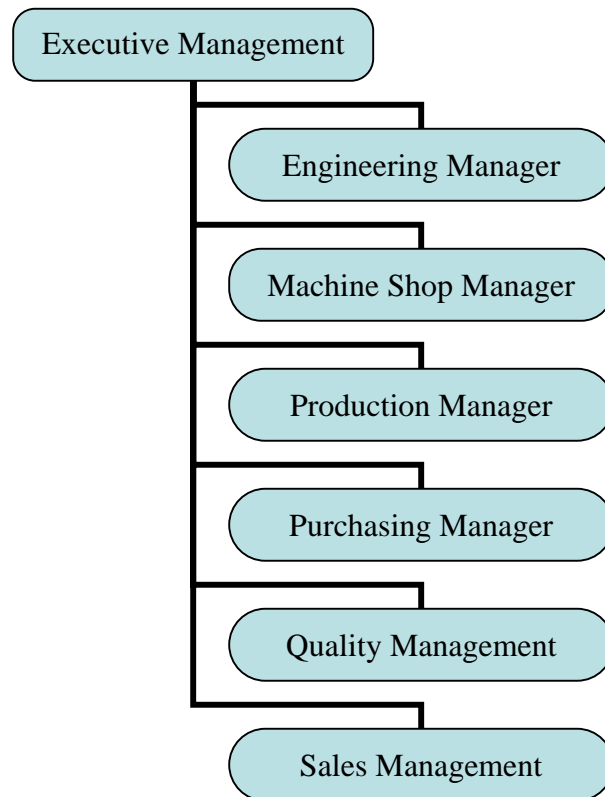 Executive Management
Engineering Manager
Machine Shop Manager
Production Manager
Purchasing Manager
Quality Management
Sales Management